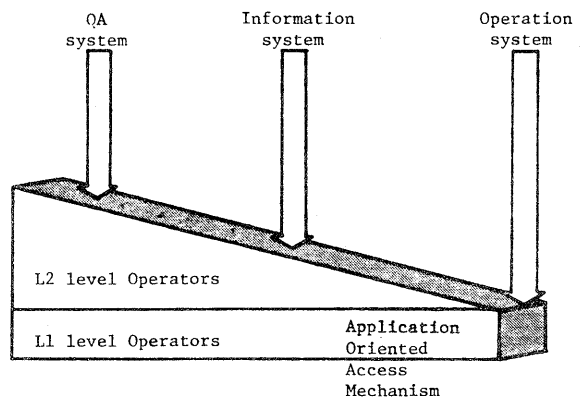 QA
system
Information
system
Operation
system
L2 level Operators
L1 level Operators
Application
Oriented
Access
Mechanism